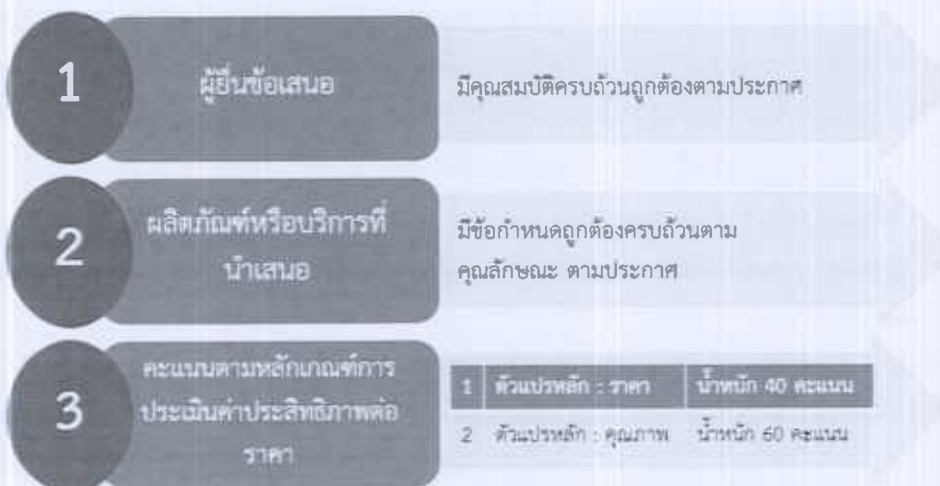 1
ผู้ยื่นข้อเสนอ
มีคุณสมบัติครบถ้วนถูกต้องตามประกาศ
2
ผลิตภัณฑ์หรือบริการที่
นำเสนอ
มีข้อกำหนดถูกต้องครบถ้วนตาม
คุณลักษณะ ตามประกาศ
3
คะแนนตามหลักเกณฑ์การ
ประเมินค่าประสิทธิภาพต่อ
ราคา
1 ตัวแปรหลัก : ราคา น้ำหนัก 40 คะแนน
2 ตัวแปรหลัก : คุณภาพ น้ำหนัก 60 คะแนน